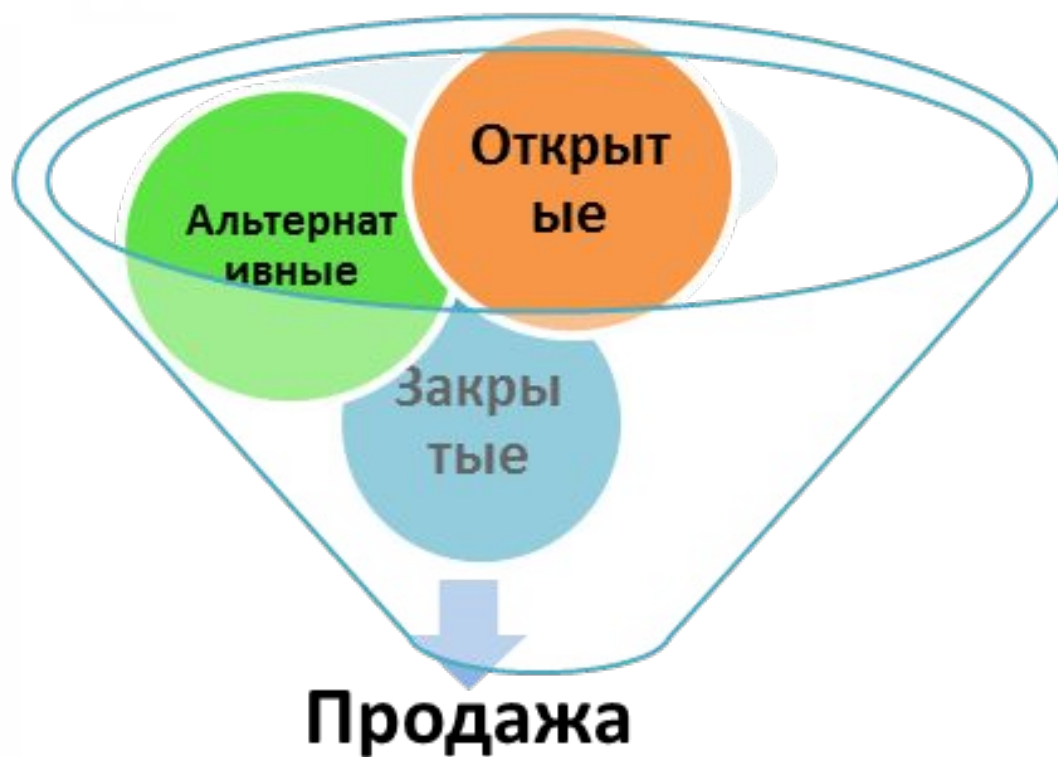 Открыт
ые
Альтернат
ивные
Закры
тые
Продажа